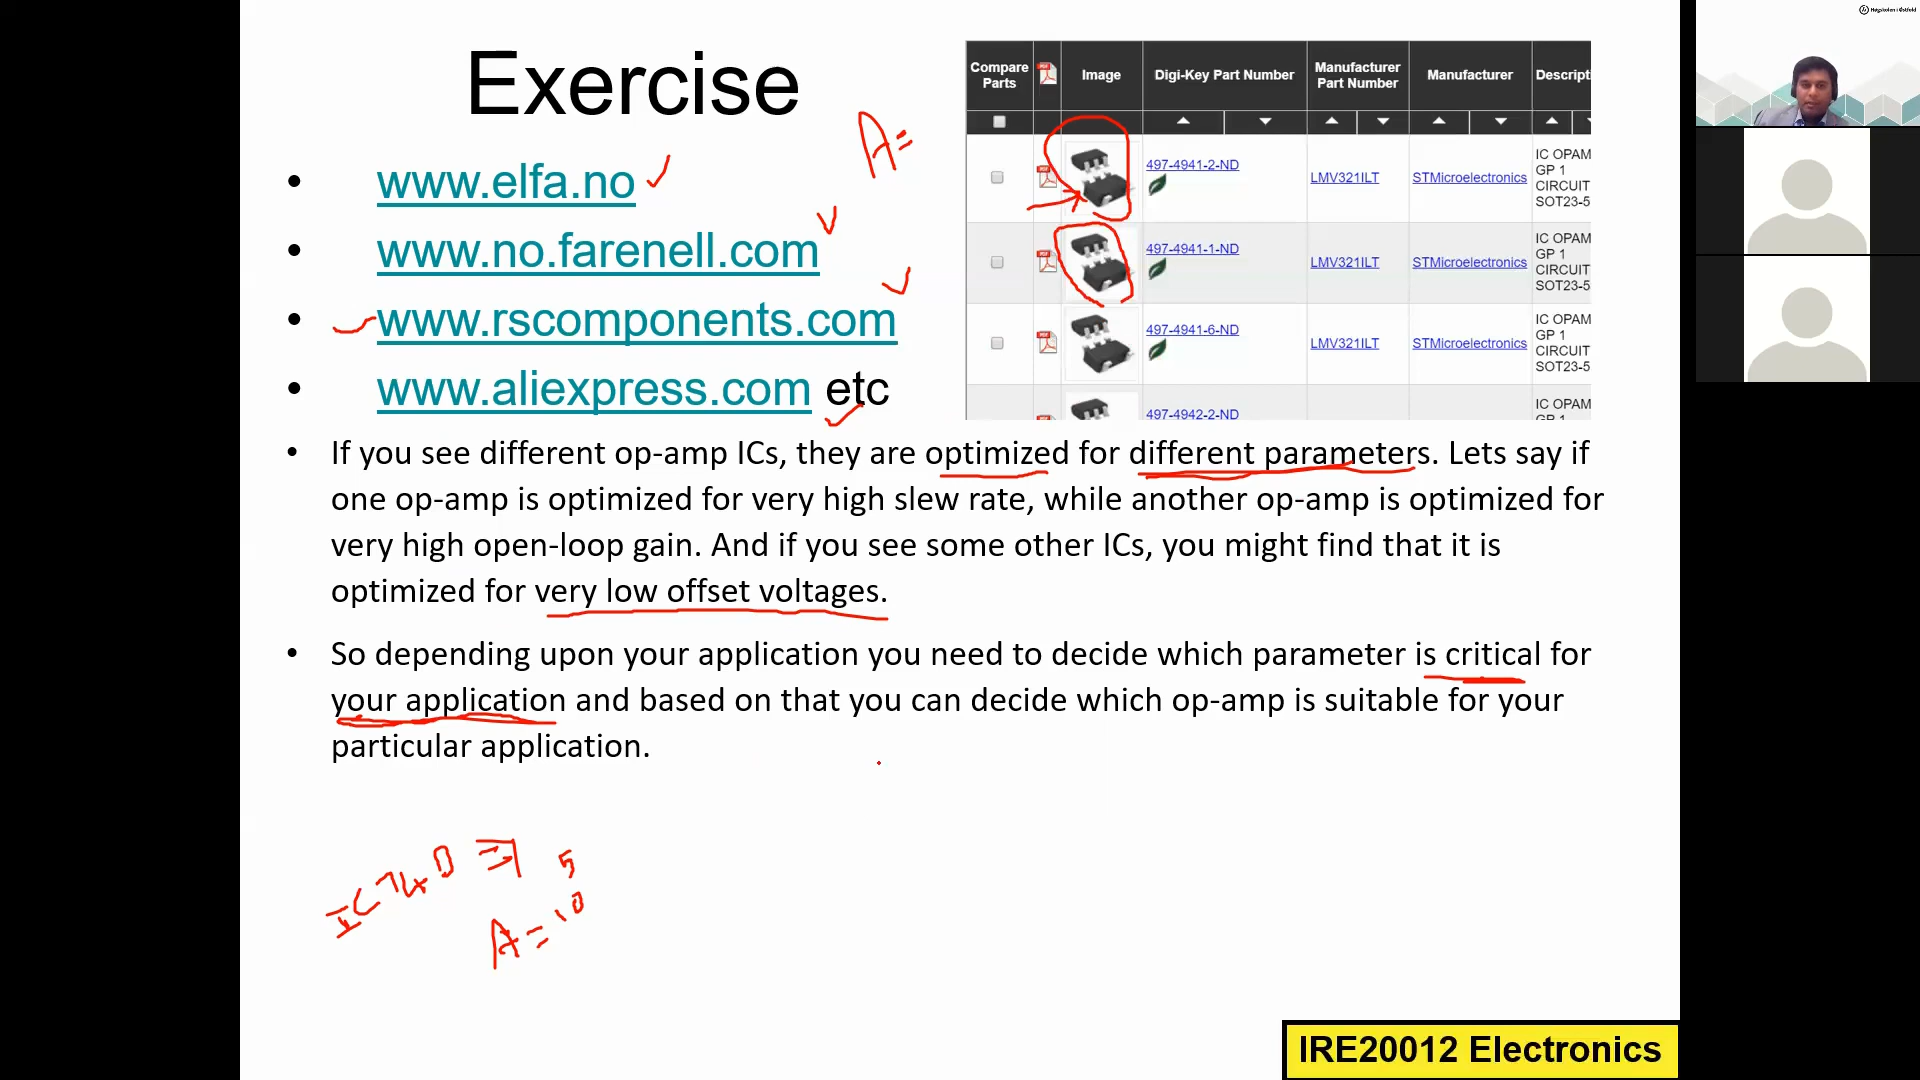 Høgskolen i Østfold
Exercise
A=
• www.elfa.no
• www.no.farenell.com
• www.rscomponents.com
• www.aliexpress.com etc
Compare Parts Image Digi-Key Part Number Manufacturer Part Number Manufacturer Descript
497-4941-2-ND LMV321ILT STMicroelectronics IC OPAM
GP 1
CIRCUIT
SOT23-5
497-4941-1-ND LMV321ILT STMicroelectronics IC OPAM
GP 1
CIRCUIT
SOT23-5
497-4941-6-ND LMV321ILT STMicroelectronics IC OPAM
GP 1
CIRCUIT
SOT23-5
497-4942-2-ND IC OPAM
GP 1
• If you see different op-amp ICs, they are optimized for different parameters. Lets say if
one op-amp is optimized for very high slew rate, while another op-amp is optimized for
very high open-loop gain. And if you see some other ICs, you might find that it is
optimized for very low offset voltages.
• So depending upon your application you need to decide which parameter is critical for
your application and based on that you can decide which op-amp is suitable for your
particular application.
IC 74
5
A=10
IRE20012 Electronics